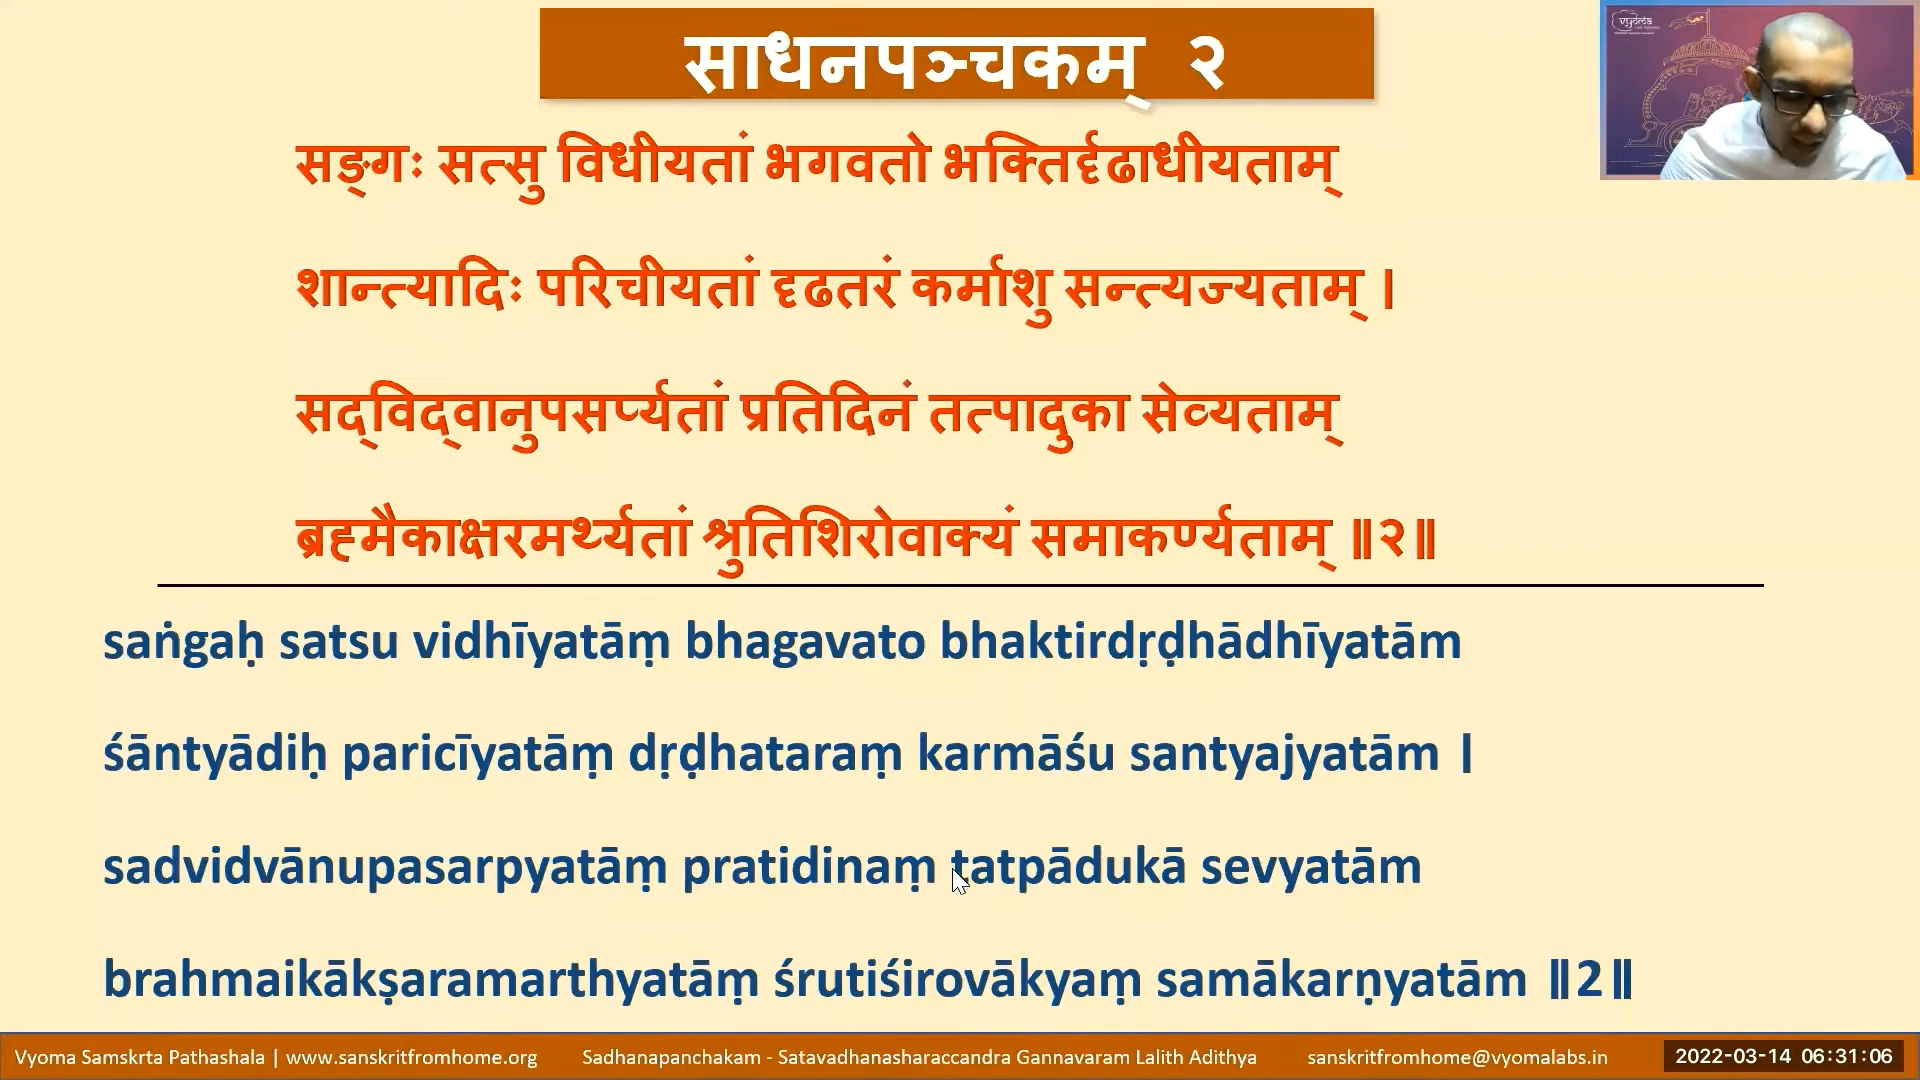 साधनपञ्चकम् २
vyoma
सङ्गः सत्सु विधीयतां भगवतो भक्तिर्दृढाधीयताम्
शान्त्यादिः परिचीयतां दृढतरं कर्माशु सन्त्यज्यताम् ।
सद्विद्वानुपसर्प्यतां प्रतिदिनं तत्पादुका सेव्यताम्
ब्रह्मैकाक्षरमर्थ्यतां श्रुतिशिरोवाक्यं समाकर्ण्यताम् ॥२॥
saṅgaḥ satsu vidhīyatāṃ bhagavato bhaktirdṛḍhādhīyatām
śāntyādiḥ paricīyatāṃ dṛḍhataraṃ karmāśu santyajyatām ।
sadvidvānupasarpyatāṃ pratidinaṃ tatpādukā sevyatām
brahmaikākṣaramarthyatāṃ śrutiśirovākyaṃ samākarṇyatām ॥2॥
Vyoma Samskrta Pathashala | www.sanskritfromhome.org Sadhanapanchakam - Satavadhanasharaccandra Gannavaram Lalith Adithya sanskritfromhome@vyomalabs.in 2022-03-14 06:31:06